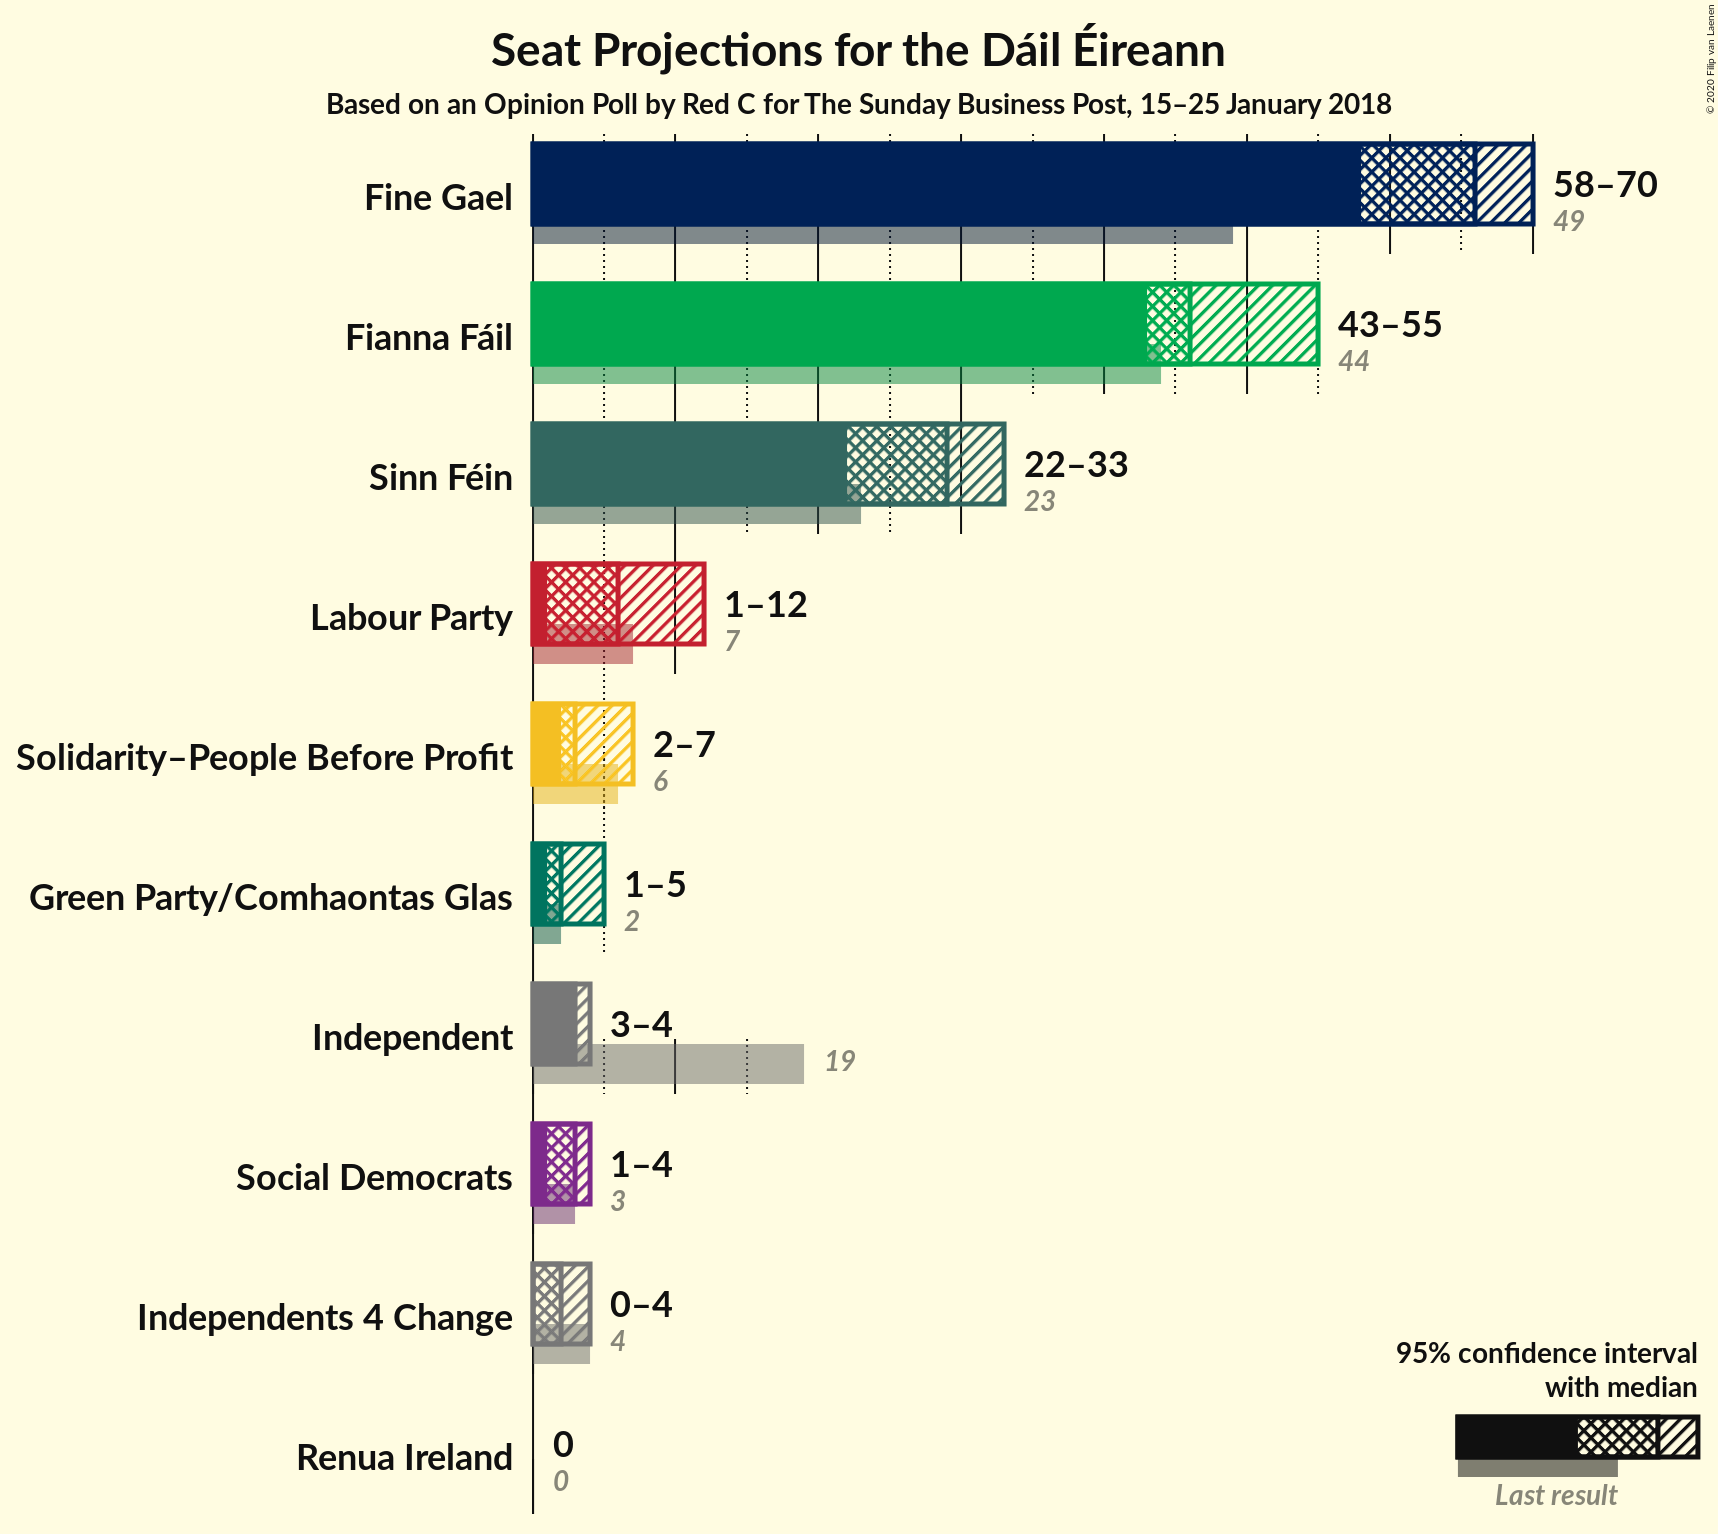 Seat Projections for the Dáil Éireann
Based on an Opinion Poll by Red C for The Sunday Business Post, 15–25 January 2018
© 2020 Filip van Laenen
Fine Gael
58–70
49
Fianna Fáil
43–55
44
Sinn Féin
22–33
23
Labour Party
1–12
7
Solidarity–People Before Profit
2–7
6
Green Party/Comhaontas Glas
1–5
2
Independent
3–4
19
Social Democrats
1–4
3
Independents 4 Change
0–4
4
Renua Ireland
0
0
95% confidence interval
with median
Last result